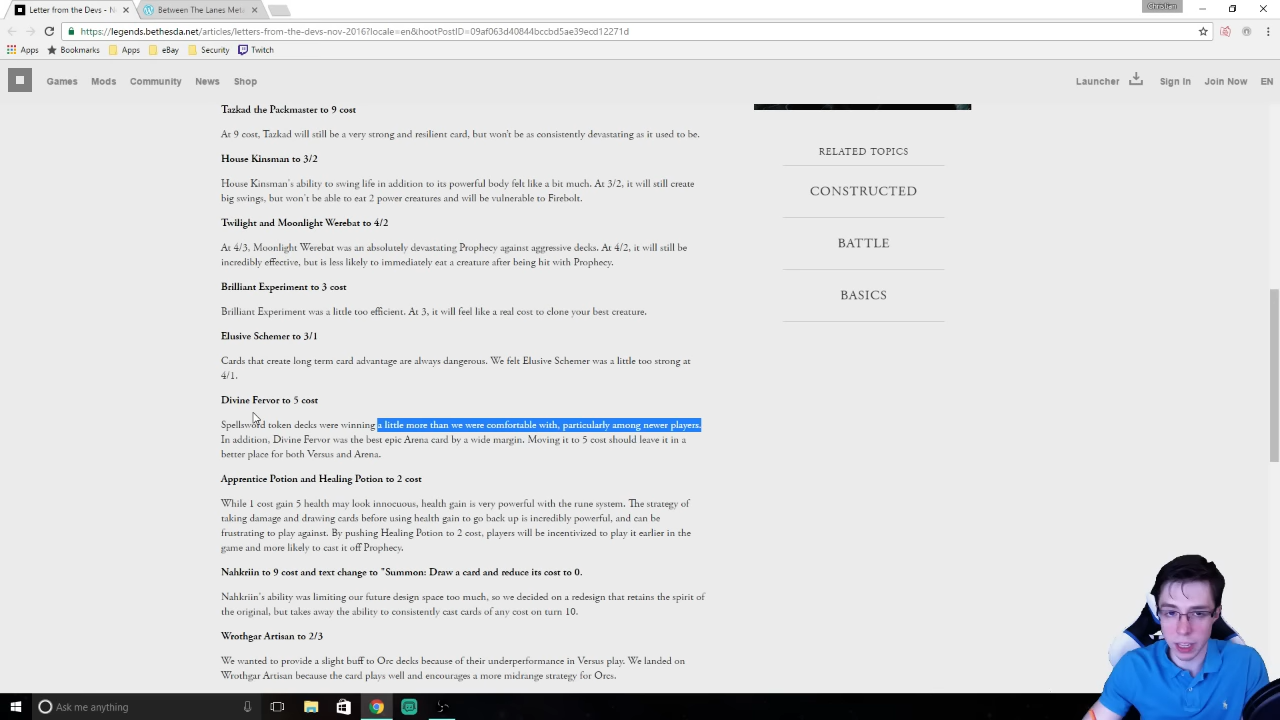 Letter from the Devs - N
Between The Lanes Meta
Christian
https://legends.bethesda.net/articles/letters-from-the-devs-nov-2016?locale=en&hootPostID=09af063d40844bccbd5ae39ecd12271d
Apps Bookmarks Apps eBay Security Twitch
Games Mods Community News Shop Launcher Sign In Join Now EN
Tazkad the Packmaster to 9 cost
At 9 cost, Tazkad will still be a very strong and resilient card, but won't be as consistently devastating as it used to be.
House Kinsman to 3/2
House Kinsman's ability to swing life in addition to its powerful body felt like a bit much. At 3/2, it will still create
big swings, but won't be able to eat 2 power creatures and will be vulnerable to Firebolt.
Twilight and Moonlight Werebat to 4/2
At 4/3, Moonlight Werebat was an absolutely devastating Prophecy against aggressive decks. At 4/2, it will still be
incredibly effective, but is less likely to immediately eat a creature after being hit with Prophecy.
Brilliant Experiment to 3 cost
Brilliant Experiment was a little too efficient. At 3, it will feel like a real cost to clone your best creature.
Elusive Schemer to 3/1
Cards that create long term card advantage are always dangerous. We felt Elusive Schemer was a little too strong at
4/1.
Divine Fervor to 5 cost
Spellsword token decks were winning a little more than we were comfortable with, particularly among newer players.
In addition, Divine Fervor was the best epic Arena card by a wide margin. Moving it to 5 cost should leave it in a
better place for both Versus and Arena.
Apprentice Potion and Healing Potion to 2 cost
While 1 cost gain 5 health may look innocuous, health gain is very powerful with the rune system. The strategy of
taking damage and drawing cards before using health gain to go back up is incredibly powerful, and can be
frustrating to play against. By pushing Healing Potion to 2 cost, players will be incentivized to play it earlier in the
game and more likely to cast it off Prophecy.
Nahkriin to 9 cost and text change to "Summon: Draw a card and reduce its cost to 0.
Nahkriin's ability was limiting our future design space too much, so we decided on a redesign that retains the spirit of
the original, but takes away the ability to consistently cast cards of any cost on turn 10.
Wrothgar Artisan to 2/3
We wanted to provide a slight buff to Orc decks because of their underperformance in Versus play. We landed on
Wrothgar Artisan because the card plays well and encourages a more midrange strategy for Orcs.
RELATED TOPICS
CONSTRUCTED
BATTLE
BASICS
Ask me anything